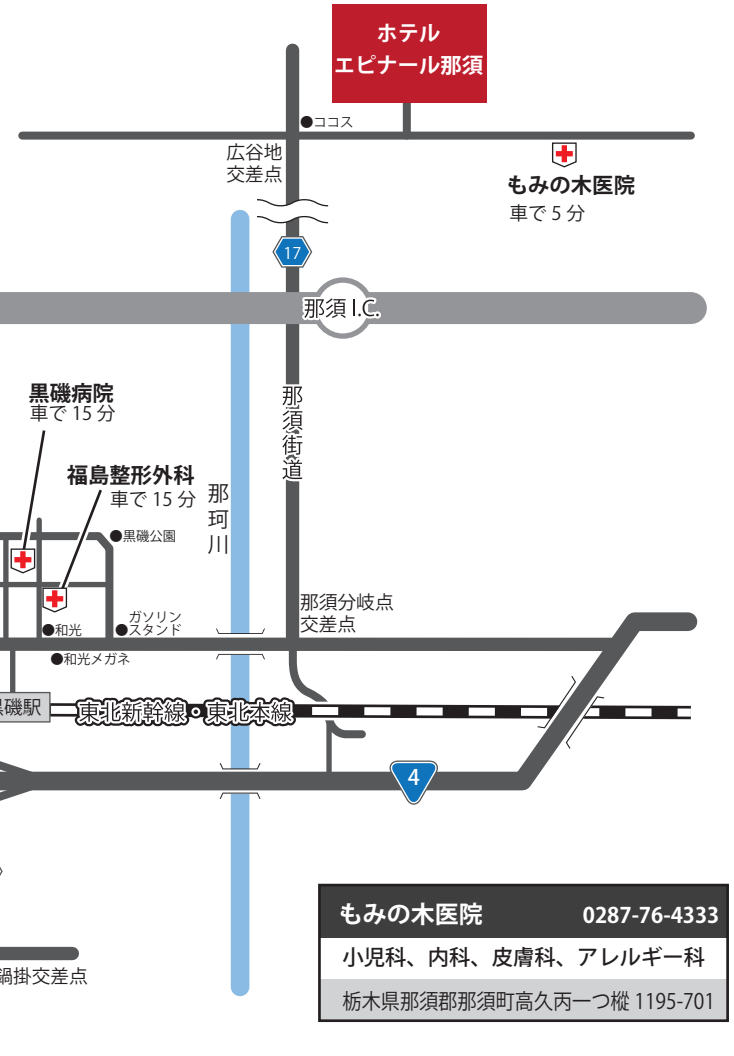 ホテル
エピナール那須
●ココス
広谷地
交差点
もみの木医院
車で 5 分
17
那須 I.C.
黒磯病院
車で 15 分
那須街道
福島整形外科
車で 15 分
那珂川
●黒磯公園
那須分岐点
交差点
ガソリン
●スタンド
●和光
●和光メガネ
磯駅
東北新幹線・東北本線
4
もみの木医院 0287-76-4333
小児科、内科、皮膚科、アレルギー科
栃木県那須郡那須町高久丙一つ樅 1195-701
鍋掛交差点